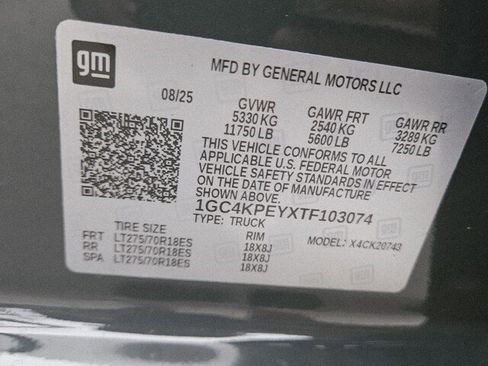 gm
MFD BY GENERAL MOTORS LLC
08/25
GVWR GAWR FRT GAWR RR
5330 KG 2540 KG 3289 KG
11750 LB 5600 LB 7250 LB
THIS VEHICLE CONFORMS TO ALL
APPLICABLE U.S. FEDERAL MOTOR
VEHICLE SAFETY STANDARDS IN EFFECT
ON THE DATE OF MANUFACTURE
SHOWN ABOVE.
1GC4KPEYXTF103074
TYPE: TRUCK
MODEL: X4CK20743
TIRE SIZE RIM
FRT LT275/70R18ES 18X8J
RR LT275/70R18ES 18X8J
SPA LT275/70R18ES 18X8J